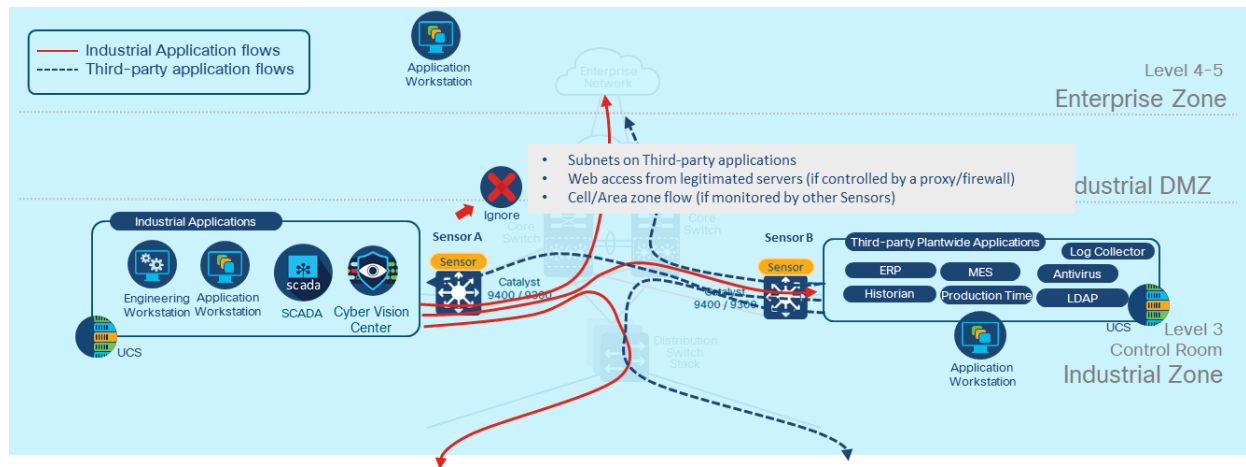 Industrial Application flows
Third-party application flows
Application
Workstation
Enterprise
Network
Level 4-5
Enterprise Zone
• Subnets on Third-party applications
• Web access from legitimated servers (if controlled by a proxy/firewall)
• Cell/Area zone flow (if monitored by other Sensors)
ndustrial DMZ
Ignore
Industrial Applications
Engineering
Workstation
Application
Workstation
scada
SCADA
Cyber Vision
Center
UCS
Sensor A
Sensor
Catalyst
9400 / 9300
Core
Switch
Core
Switch
Distribution
Switch
Stack
Sensor B
Sensor
Catalyst
9400 / 9300
Third-party Plantwide Applications
Log Collector
ERP
MES
Antivirus
Historian
Production Time
LDAP
UCS
Application
Workstation
Level 3
Control Room
Industrial Zone